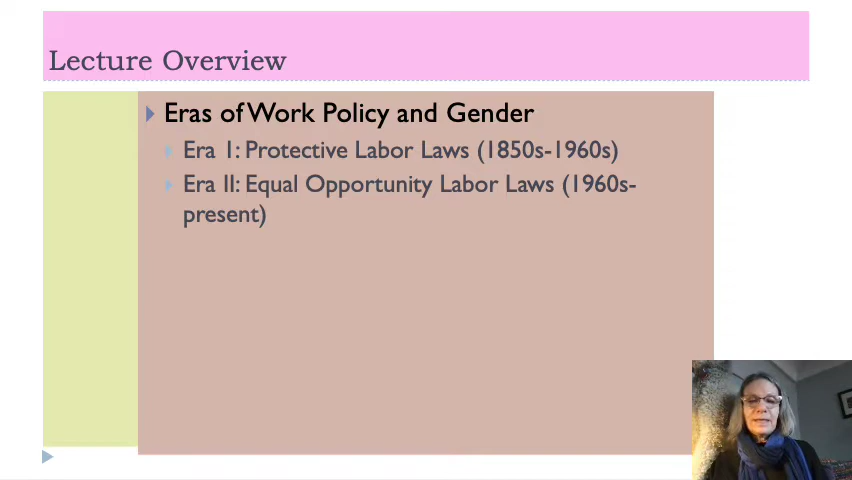 Lecture Overview
Eras of Work Policy and Gender
Era I: Protective Labor Laws (1850s-1960s)
Era II: Equal Opportunity Labor Laws (1960s-
present)